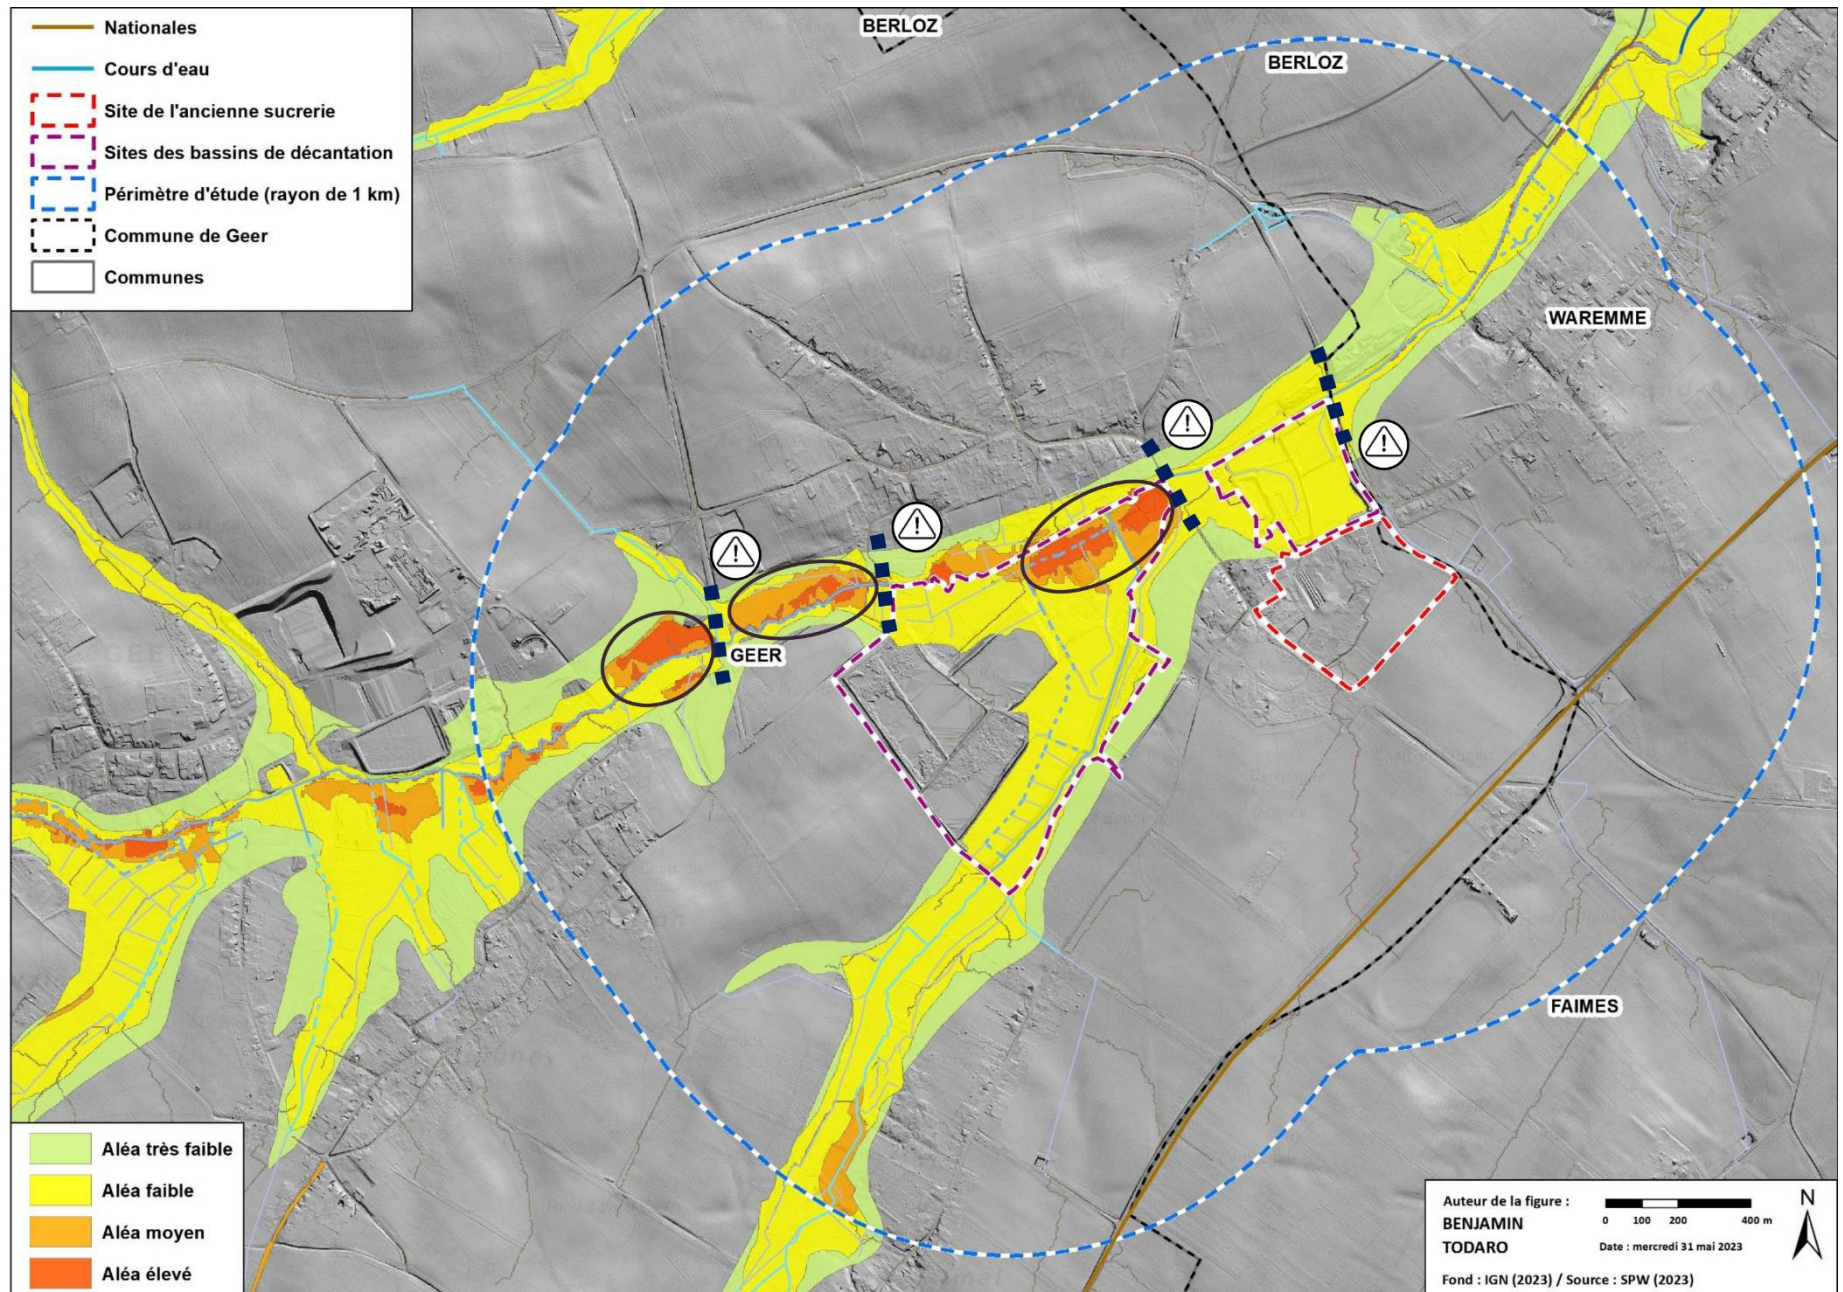 Nationales
Cours d'eau
Site de l'ancienne sucrerie
Sites des bassins de décantation
Périmètre d'étude (rayon de 1 km)
Commune de Geer
Communes
BERLOZ
BERLOZ
WAREMME
GEER
FAIMES
Aléa très faible
Aléa faible
Aléa moyen
Aléa élevé
Auteur de la figure :
BENJAMIN
TODARO
0 100 200 400 m
N
Date : mercredi 31 mai 2023
Fond : IGN (2023) / Source : SPW (2023)